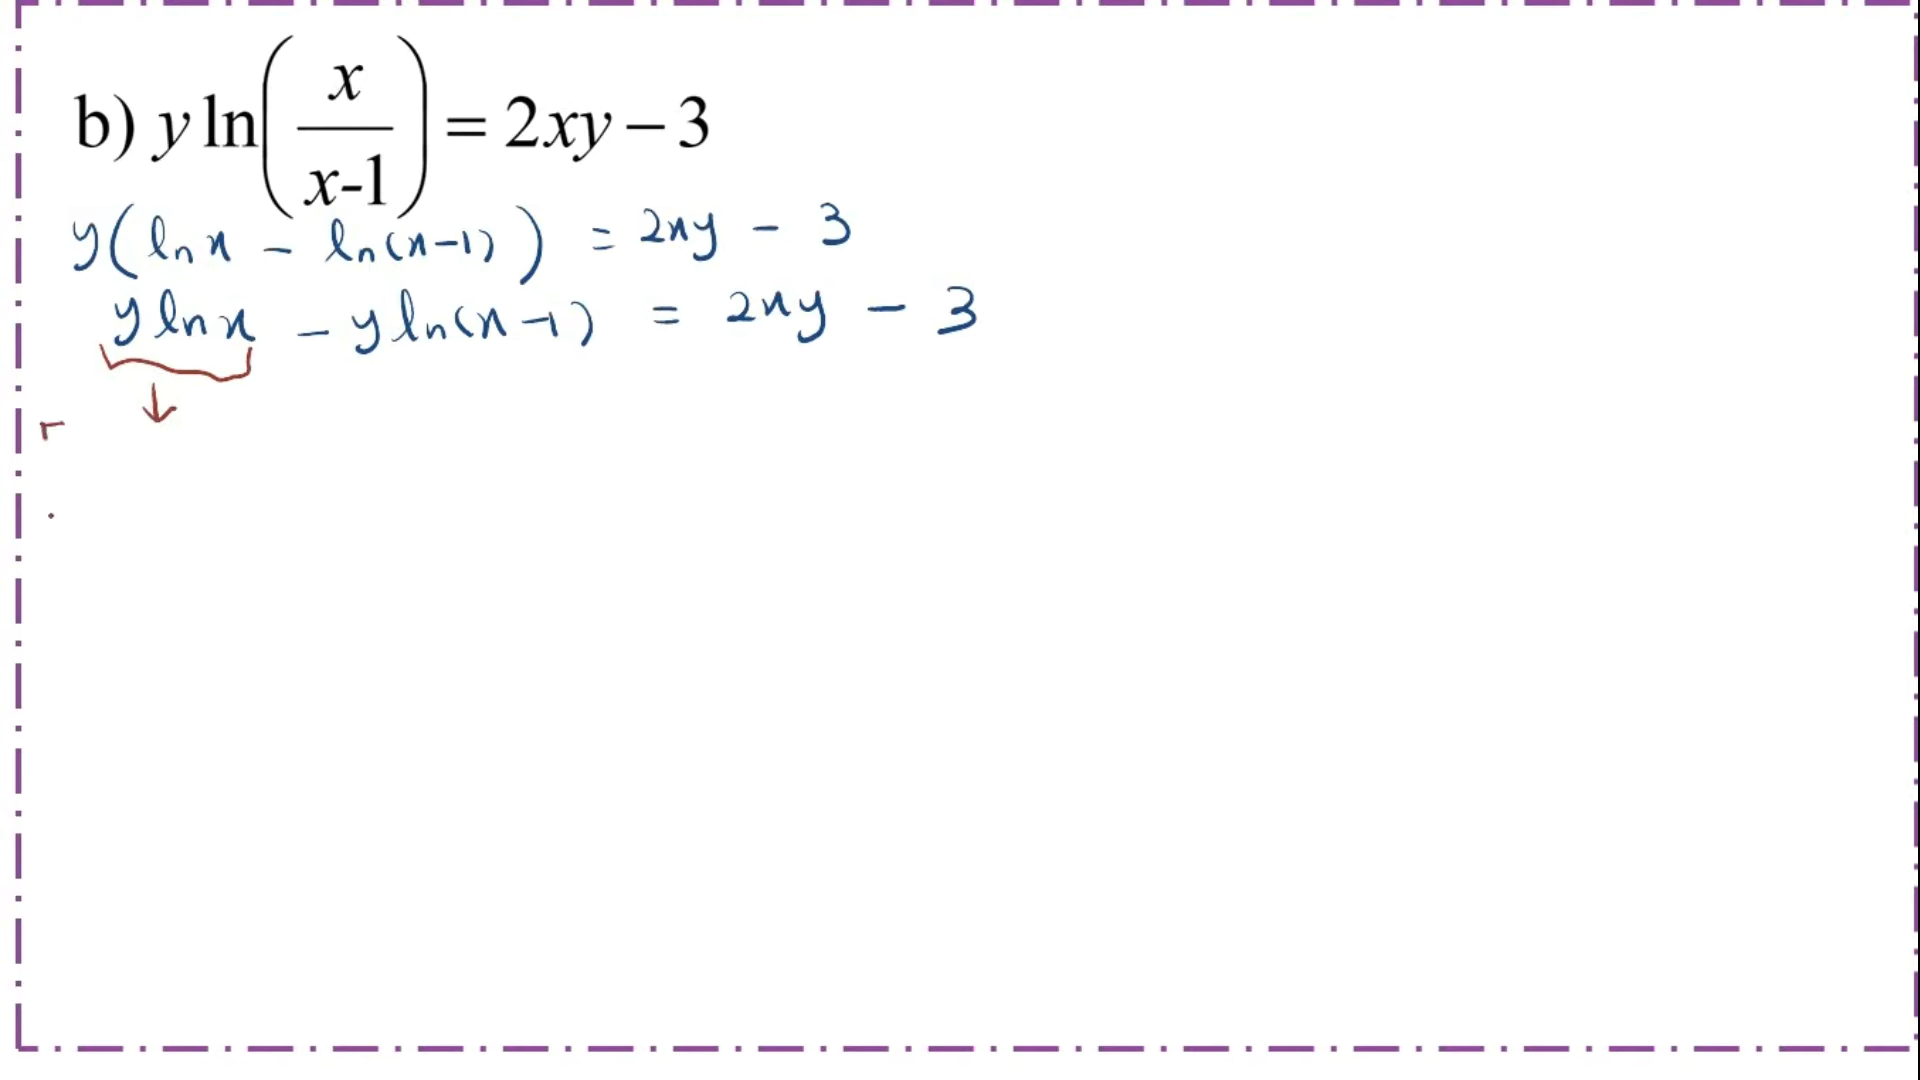 b) y ln(x/x-1) = 2xy − 3
y(ln x − ln(x−1)) = 2xy − 3
y ln x − y ln(x−1) = 2xy − 3